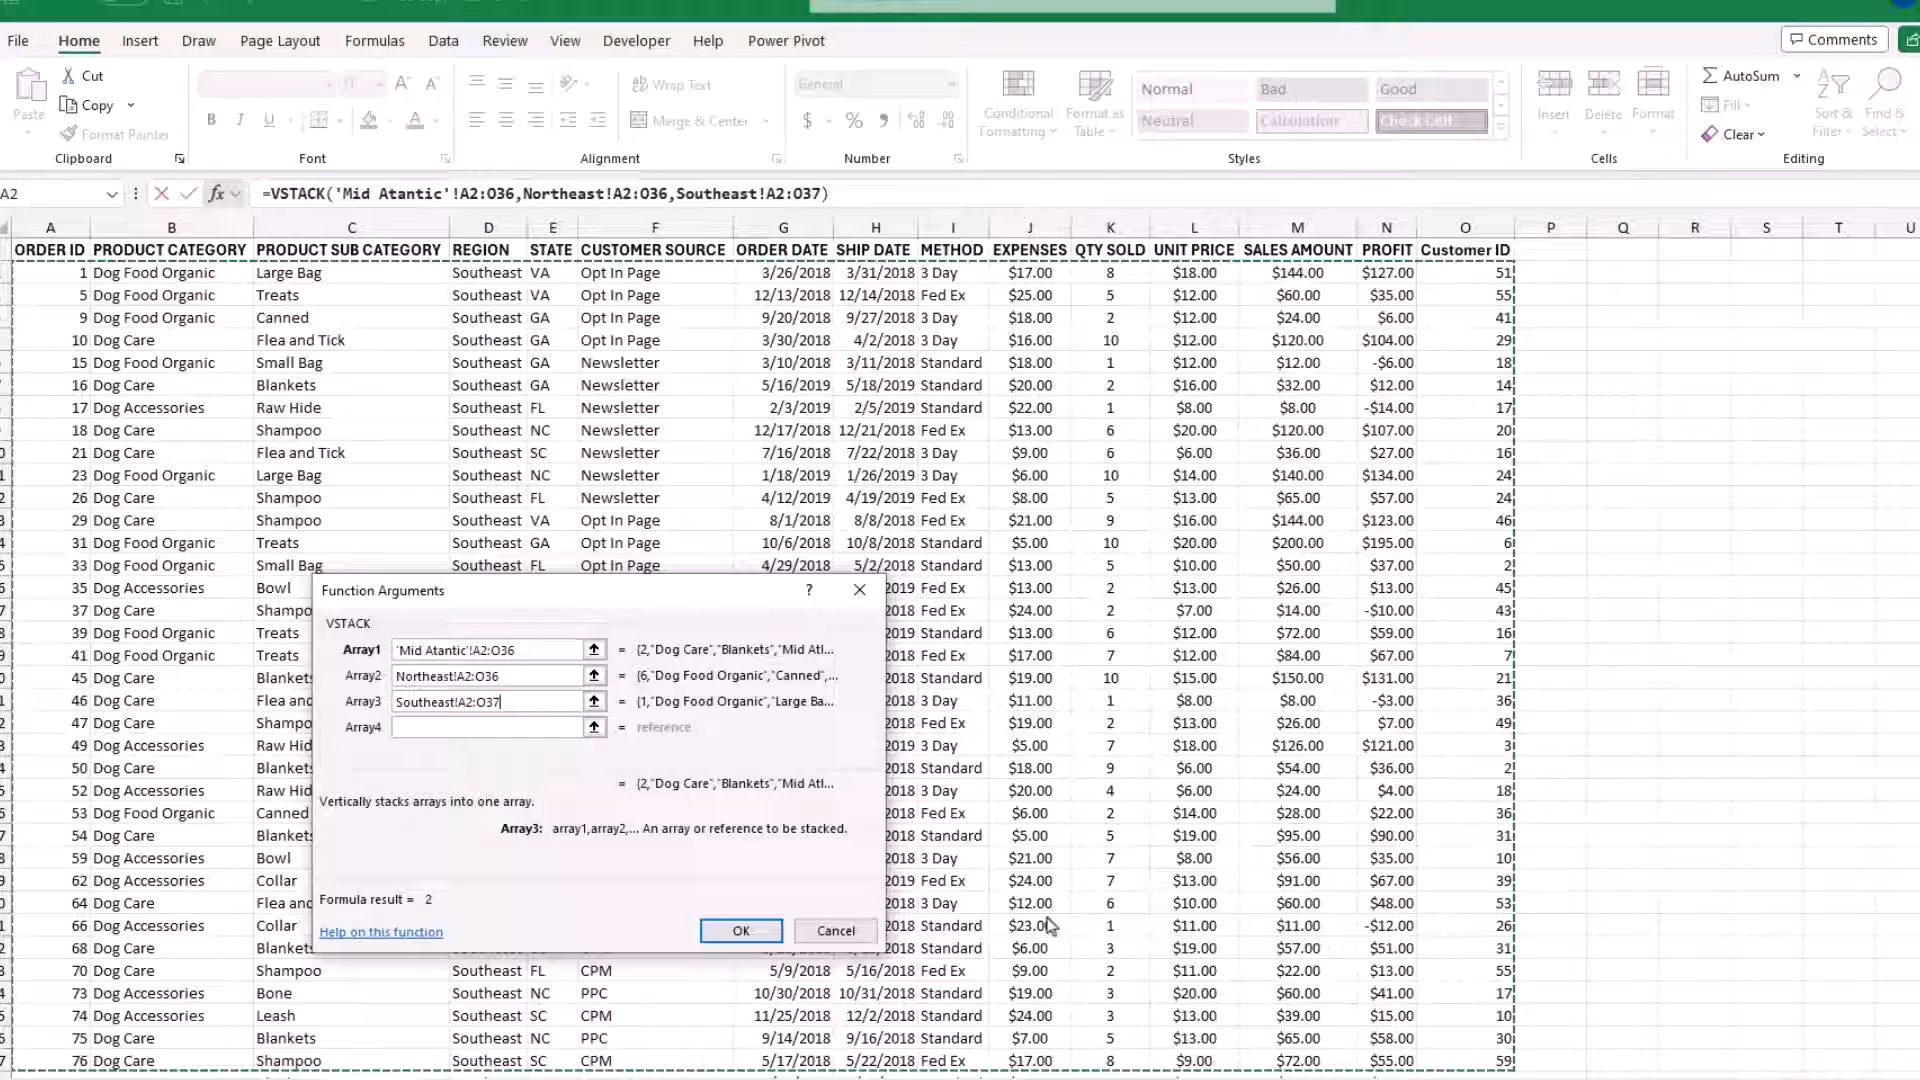 File Home Insert Draw Page Layout Formulas Data Review View Developer Help Power Pivot Comments
Paste Cut Copy Format Painter Clipboard
Font
Wrap Text Merge & Center Alignment
General $ % Number
Conditional Formatting Format as Table Normal Bad Good Neutral Calculation Check Cell Styles
Insert Delete Format Cells
AutoSum Fill Clear Sort & Filter Find & Select Editing
A2 fx =VSTACK('Mid Atantic'!A2:O36,Northeast!A2:O36,Southeast!A2:O37)
A B C D E F G H I J K L M N O P Q R S T U
ORDER ID PRODUCT CATEGORY PRODUCT SUB CATEGORY REGION STATE CUSTOMER SOURCE ORDER DATE SHIP DATE METHOD EXPENSES QTY SOLD UNIT PRICE SALES AMOUNT PROFIT Customer ID
1 Dog Food Organic Large Bag Southeast VA Opt In Page 3/26/2018 3/31/2018 3 Day $17.00 8 $18.00 $144.00 $127.00 51
5 Dog Food Organic Treats Southeast VA Opt In Page 12/13/2018 12/14/2018 Fed Ex $25.00 5 $12.00 $60.00 $35.00 55
9 Dog Food Organic Canned Southeast GA Opt In Page 9/20/2018 9/27/2018 3 Day $18.00 2 $12.00 $24.00 $6.00 41
10 Dog Care Flea and Tick Southeast GA Opt In Page 3/30/2018 4/2/2018 3 Day $16.00 10 $12.00 $120.00 $104.00 29
15 Dog Food Organic Small Bag Southeast GA Newsletter 3/10/2018 3/11/2018 Standard $18.00 1 $12.00 $12.00 -$6.00 18
16 Dog Care Blankets Southeast GA Newsletter 5/16/2019 5/18/2019 Standard $20.00 2 $16.00 $32.00 $12.00 14
17 Dog Accessories Raw Hide Southeast FL Newsletter 2/3/2019 2/5/2019 Standard $22.00 1 $8.00 $8.00 -$14.00 17
18 Dog Care Shampoo Southeast NC Newsletter 12/17/2018 12/21/2018 Fed Ex $13.00 6 $20.00 $120.00 $107.00 20
21 Dog Care Flea and Tick Southeast SC Newsletter 7/16/2018 7/22/2018 3 Day $9.00 6 $6.00 $36.00 $27.00 16
23 Dog Food Organic Large Bag Southeast NC Newsletter 1/18/2019 1/26/2019 3 Day $6.00 10 $14.00 $140.00 $134.00 24
26 Dog Care Shampoo Southeast FL Newsletter 4/12/2019 4/19/2019 Fed Ex $8.00 5 $13.00 $65.00 $57.00 24
29 Dog Care Shampoo Southeast VA Opt In Page 8/1/2018 8/8/2018 Fed Ex $21.00 9 $16.00 $144.00 $123.00 46
31 Dog Food Organic Treats Southeast GA Opt In Page 10/6/2018 10/8/2018 Standard $5.00 10 $20.00 $200.00 $195.00 6
33 Dog Food Organic Small Bag Southeast FL Opt In Page 4/29/2018 5/2/2018 Standard $13.00 5 $10.00 $50.00 $37.00 2
35 Dog Accessories Bowl 2019 Fed Ex $13.00 2 $13.00 $26.00 $13.00 45
37 Dog Care Shampo 2018 Fed Ex $24.00 2 $7.00 $14.00 -$10.00 43
39 Dog Food Organic Treats 2019 Standard $13.00 6 $12.00 $72.00 $59.00 16
41 Dog Food Organic Treats 2018 Fed Ex $17.00 7 $12.00 $84.00 $67.00 7
45 Dog Care Blankets 2018 Standard $19.00 10 $15.00 $150.00 $131.00 21
46 Dog Care Flea and 2018 3 Day $11.00 1 $8.00 $8.00 -$3.00 36
47 Dog Care Shampo 2018 Fed Ex $19.00 2 $13.00 $26.00 $7.00 49
49 Dog Accessories Raw Hid 2019 3 Day $5.00 7 $18.00 $126.00 $121.00 3
50 Dog Care Blankets 2018 Standard $18.00 9 $6.00 $54.00 $36.00 2
52 Dog Accessories Raw Hid 2018 3 Day $20.00 4 $6.00 $24.00 $4.00 18
53 Dog Food Organic Canned 2018 Fed Ex $6.00 2 $14.00 $28.00 $22.00 36
54 Dog Care Blankets 2018 Standard $5.00 5 $19.00 $95.00 $90.00 31
59 Dog Accessories Bowl 2018 3 Day $21.00 7 $8.00 $56.00 $35.00 10
62 Dog Accessories Collar 2019 Fed Ex $24.00 7 $13.00 $91.00 $67.00 39
64 Dog Care Flea and 2018 3 Day $12.00 6 $10.00 $60.00 $48.00 53
66 Dog Accessories Collar 2018 Standard $23.00 1 $11.00 $11.00 -$12.00 26
68 Dog Care Blankets Standard $6.00 3 $19.00 $57.00 $51.00 31
70 Dog Care Shampoo Southeast FL CPM 5/9/2018 5/16/2018 Fed Ex $9.00 2 $11.00 $22.00 $13.00 55
73 Dog Accessories Bone Southeast NC PPC 10/30/2018 10/31/2018 Standard $19.00 3 $20.00 $60.00 $41.00 17
74 Dog Accessories Leash Southeast SC CPM 11/25/2018 12/2/2018 Standard $24.00 3 $13.00 $39.00 $15.00 10
75 Dog Care Blankets Southeast NC PPC 9/14/2018 9/16/2018 Standard $7.00 5 $13.00 $65.00 $58.00 30
76 Dog Care Shampoo Southeast SC CPM 5/17/2018 5/22/2018 Fed Ex $17.00 8 $9.00 $72.00 $55.00 59
Function Arguments ?
VSTACK
Array1 'Mid Atantic'!A2:O36 = {2,"Dog Care","Blankets","Mid Atl...
Array2 Northeast!A2:O36 = {6,"Dog Food Organic","Canned",...
Array3 Southeast!A2:O37 = {1,"Dog Food Organic","Large Ba...
Array4 = reference
= {2,"Dog Care","Blankets","Mid Atl...
Vertically stacks arrays into one array.
Array3: array1,array2,... An array or reference to be stacked.
Formula result = 2
Help on this function OK Cancel